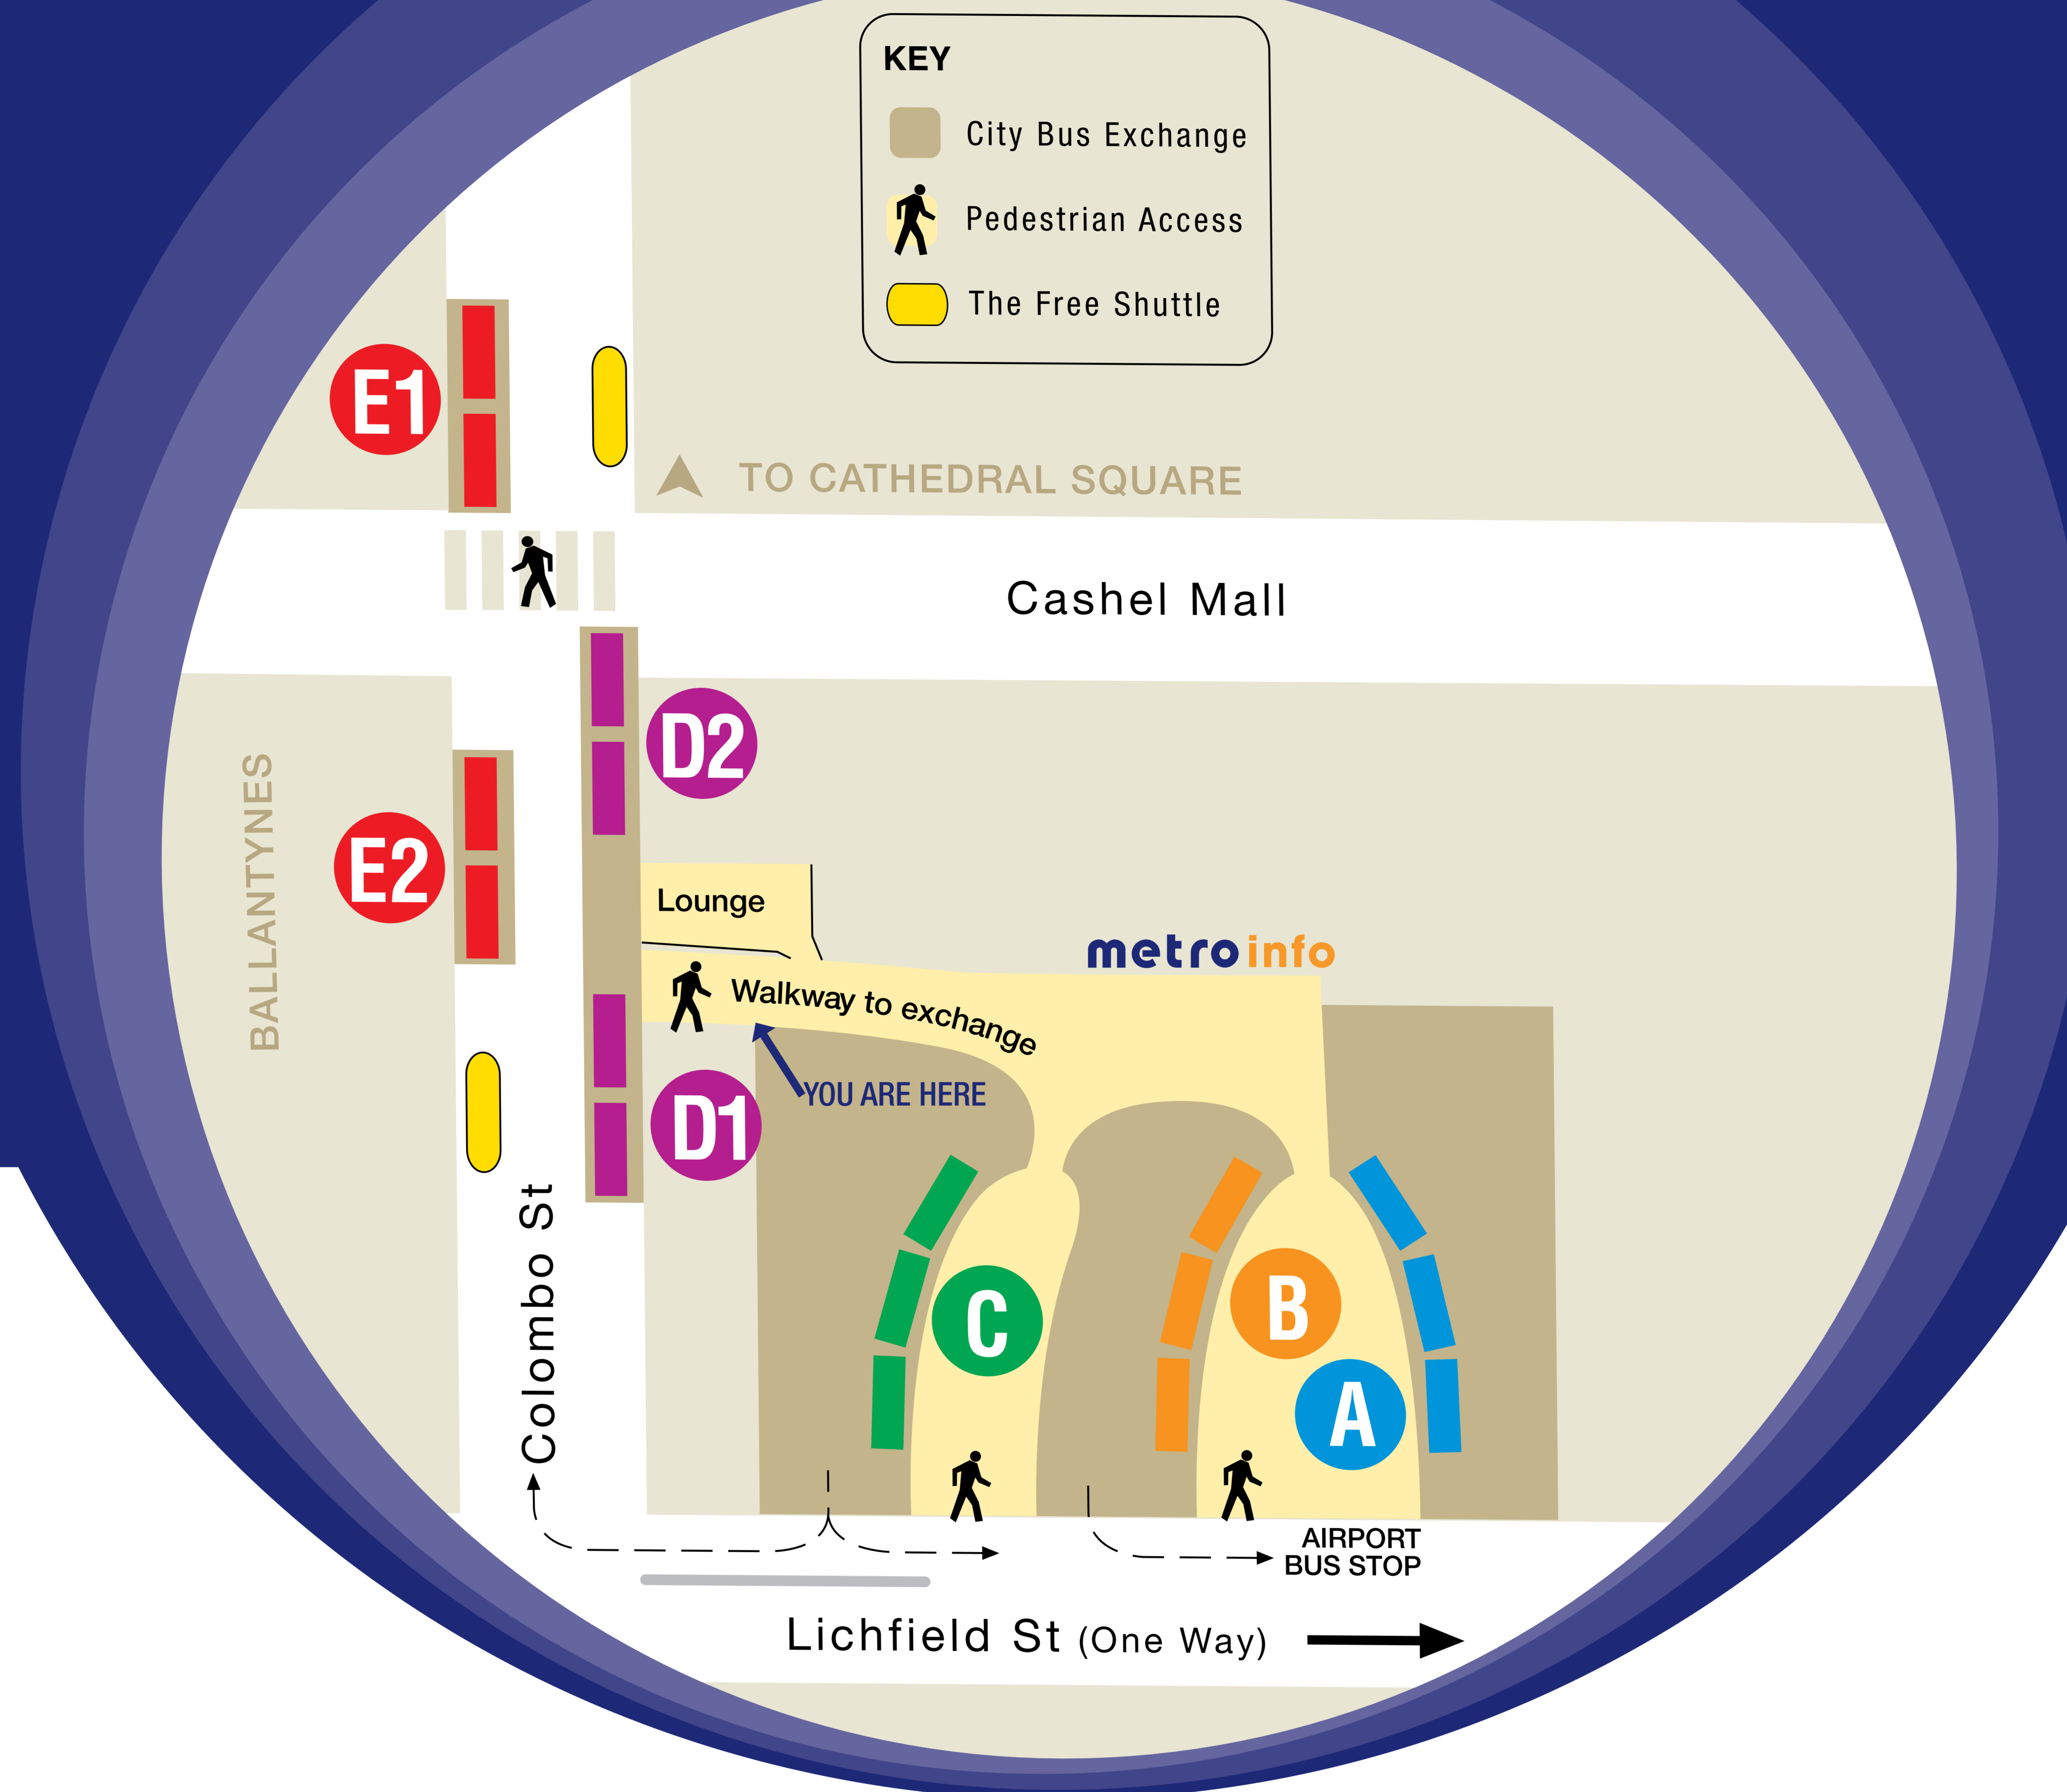 KEY
City Bus Exchange
Pedestrian Access
The Free Shuttle
E1
TO CATHEDRAL SQUARE
Cashel Mall
D2
BALLANTYNES
E2
Lounge
metroinfo
Walkway to exchange
YOU ARE HERE
D1
Colombo St
C
B
A
AIRPORT
BUS STOP
Lichfield St (One Way)